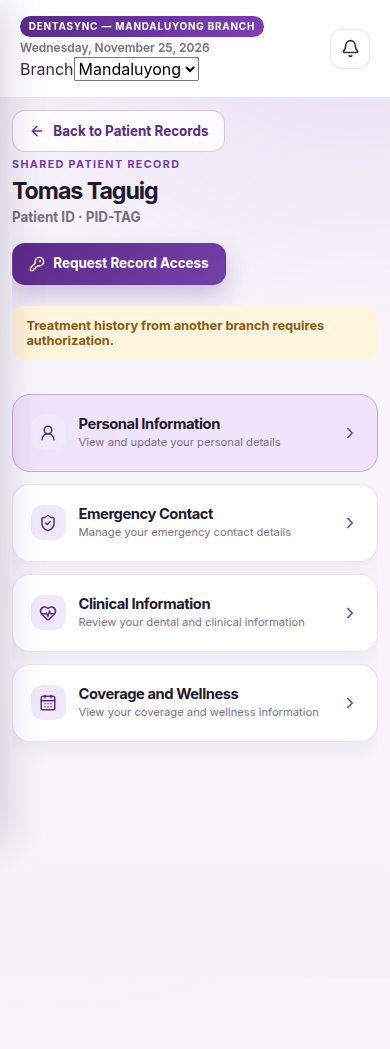 DENTASYNC — MANDALUYONG BRANCH
Wednesday, November 25, 2026
Branch Mandaluyong
Back to Patient Records
SHARED PATIENT RECORD
Tomas Taguig
Patient ID · PID-TAG
Request Record Access
Treatment history from another branch requires
authorization.
Personal Information
View and update your personal details
Emergency Contact
Manage your emergency contact details
Clinical Information
Review your dental and clinical information
Coverage and Wellness
View your coverage and wellness information